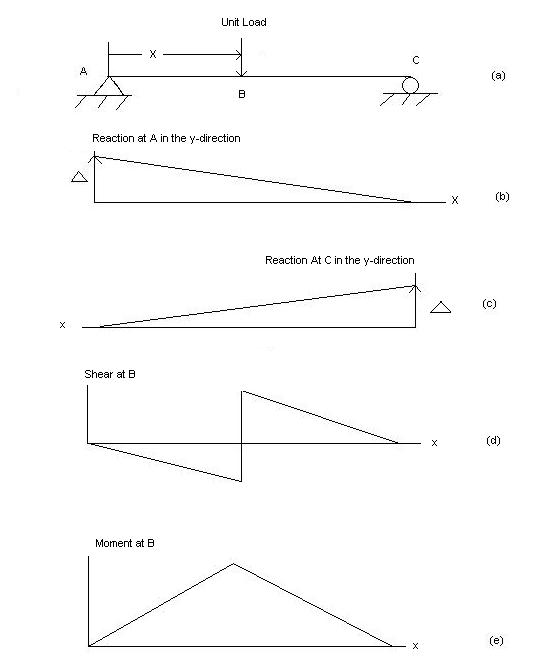 Unit Load
X
A
C
B
(a)
Reaction at A in the y-direction
X
(b)
Reaction At C in the y-direction
x
(c)
Shear at B
x
(d)
Moment at B
x
(e)